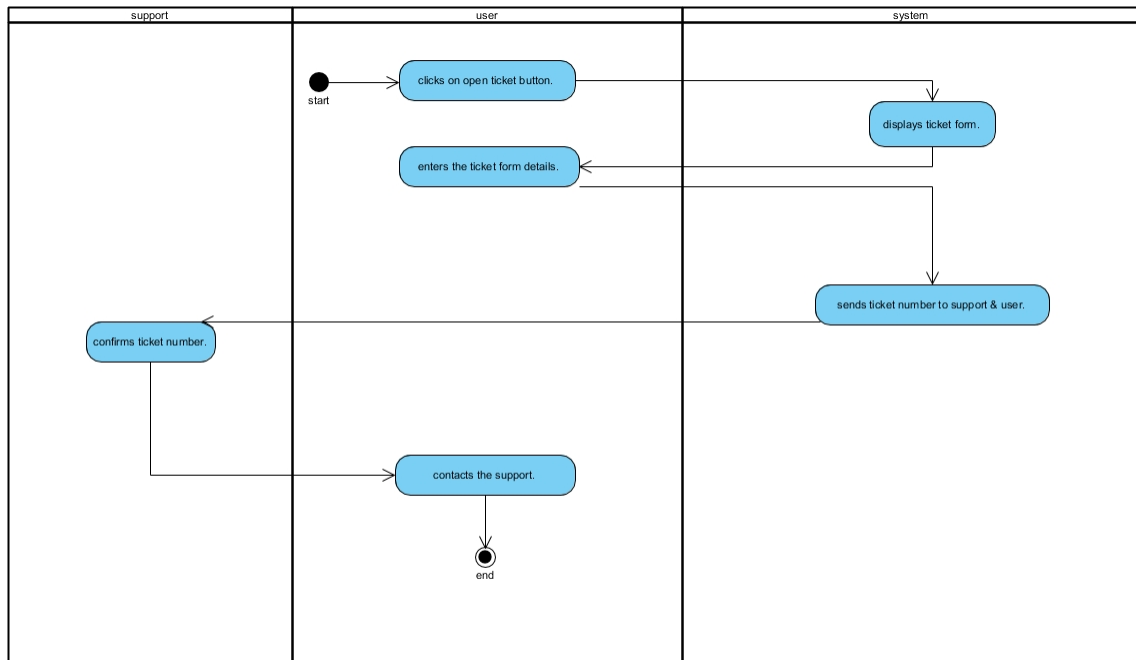 support
user
system
clicks on open ticket button.
start
displays ticket form.
enters the ticket form details.
sends ticket number to support & user.
confirms ticket number.
contacts the support.
end